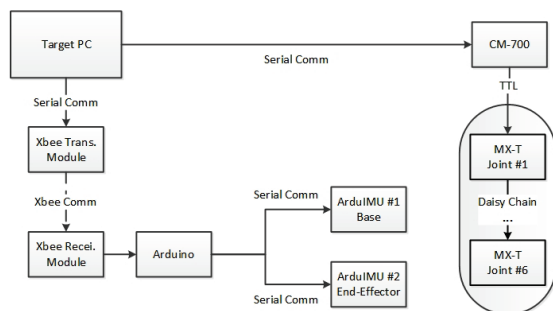 Target PC
Serial Comm
CM-700
TTL
Serial Comm
Xbee Trans.
Module
Xbee Comm
Xbee Recei.
Module
Arduino
Serial Comm
ArduIMU #1
Base
ArduIMU #2
End-Effector
Serial Comm
MX-T
Joint #1
Daisy Chain
...
MX-T
Joint #6